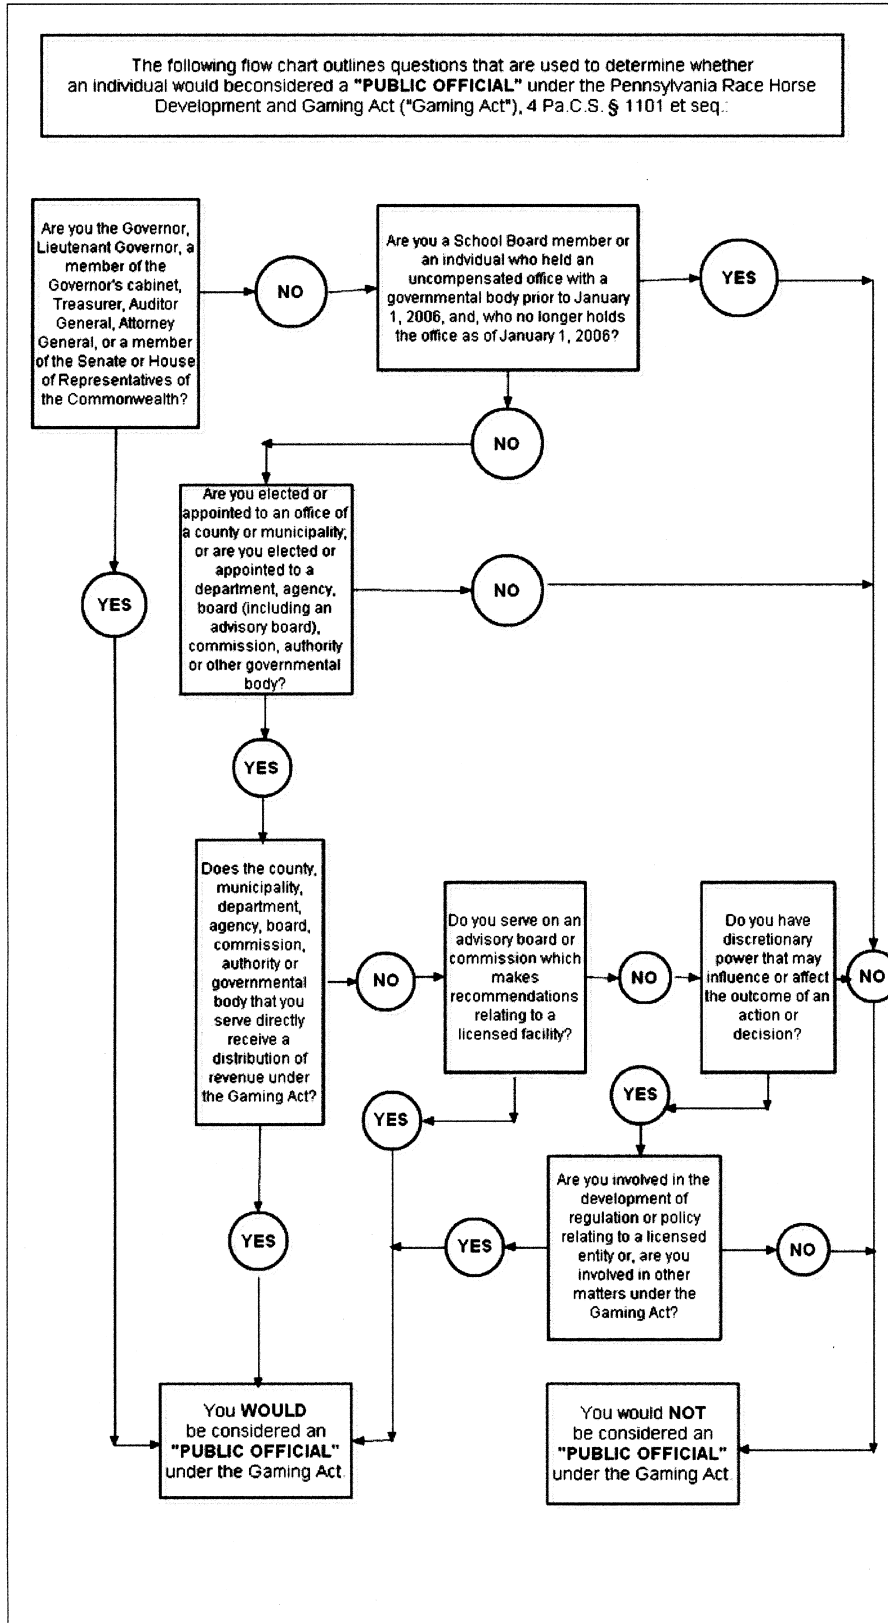 The following flow chart outlines questions that are used to determine whether
an individual would beconsidered a "PUBLIC OFFICIAL" under the Pennsylvania Race Horse
Development and Gaming Act ("Gaming Act"), 4 Pa.C.S. § 1101 et seq.:
Are you the Governor,
Lieutenant Governor, a
member of the
Governor's cabinet,
Treasurer, Auditor
General, Attorney
General, or a member
of the Senate or House
of Representatives of
the Commonwealth?
NO
Are you a School Board member or
an indvidual who held an
uncompensated office with a
governmental body prior to January
1, 2006, and, who no longer holds
the office as of January 1, 2006?
YES
NO
Are you elected or
appointed to an office of
a county or municipality;
or are you elected or
appointed to a
department, agency,
board (including an
advisory board),
commission, authority
or other governmental
body?
NO
YES
YES
Does the county,
municipality,
department,
agency, board,
commission,
authority or
governmental
body that you
serve directly
receive a
distribution of
revenue under
the Gaming Act?
NO
Do you serve on an
advisory board or
commission which
makes
recommendations
relating to a
licensed facility?
NO
Do you have
discretionary
power that may
influence or affect
the outcome of an
action or
decision?
NO
YES
YES
Are you involved in the
development of
regulation or policy
relating to a licensed
entity or, are you
involved in other
matters under the
Gaming Act?
YES
NO
YES
You WOULD
be considered an
"PUBLIC OFFICIAL"
under the Gaming Act.
You would NOT
be considered an
"PUBLIC OFFICIAL"
under the Gaming Act.